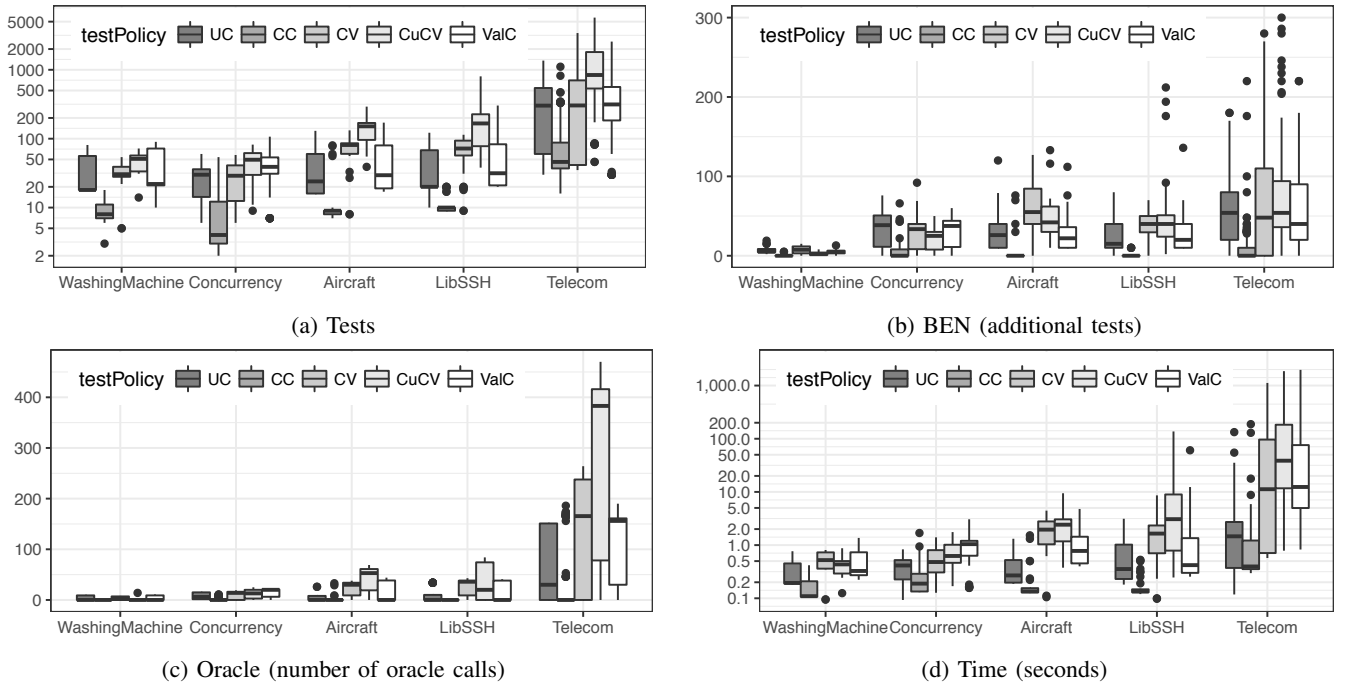 testPolicy UC CC CV CuCV ValC
5000
2000
1000
500
200
100
50
20
10
5
2
WashingMachine Concurrency Aircraft LibSSH Telecom
(a) Tests
testPolicy UC CC CV CuCV ValC
300
200
100
0
WashingMachine Concurrency Aircraft LibSSH Telecom
(b) BEN (additional tests)
testPolicy UC CC CV CuCV ValC
400
300
200
100
0
WashingMachine Concurrency Aircraft LibSSH Telecom
(c) Oracle (number of oracle calls)
testPolicy UC CC CV CuCV ValC
1,000.0
200.0
100.0
50.0
20.0
10.0
5.0
2.0
1.0
0.5
0.2
0.1
WashingMachine Concurrency Aircraft LibSSH Telecom
(d) Time (seconds)